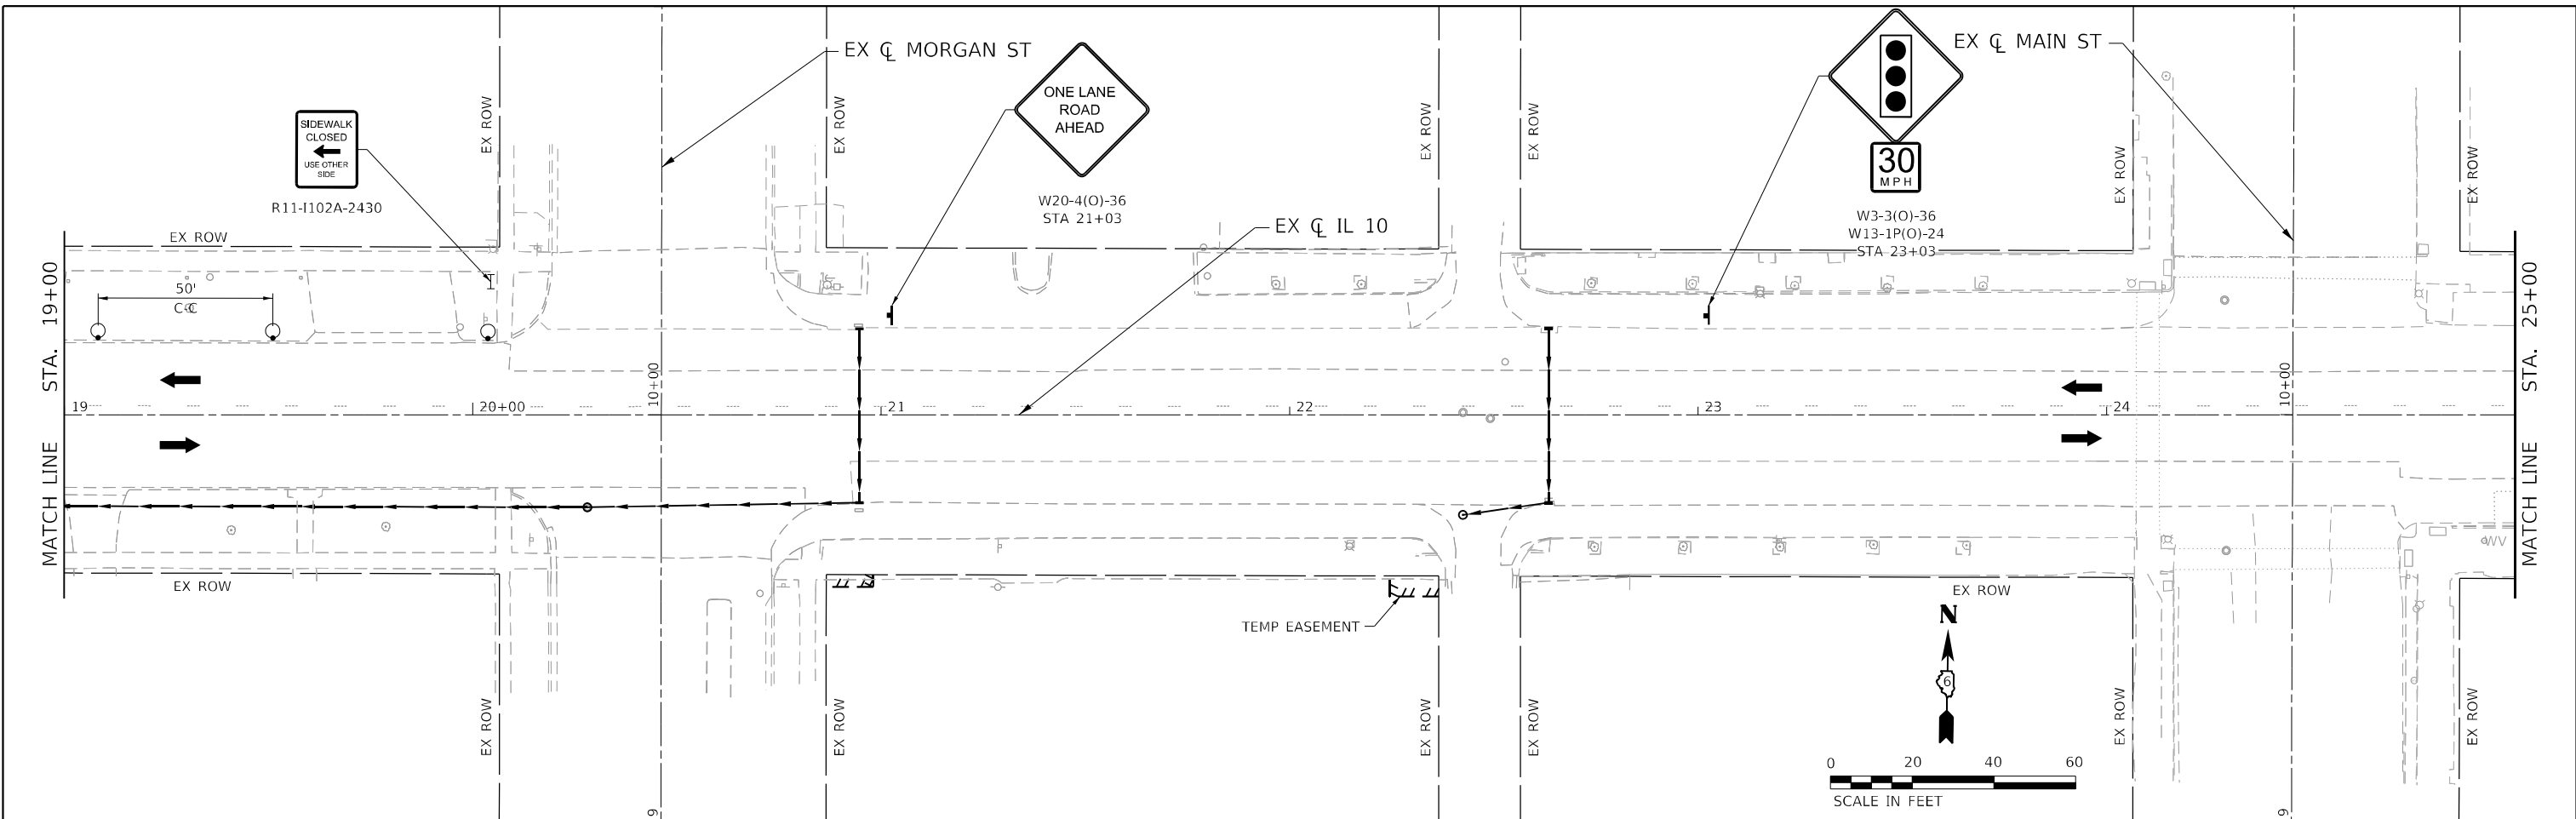 EX ℄ MORGAN ST
EX ℄ MAIN ST
ONE LANE
ROAD
AHEAD
SIDEWALK
CLOSED
USE OTHER
SIDE
30
MPH
EX ROW
EX ROW
EX ROW
EX ROW
EX ROW
EX ROW
R11-I102A-2430
W20-4(O)-36
STA 21+03
W3-3(O)-36
W13-1P(O)-24
STA 23+03
EX ℄ IL 10
EX ROW
50'
C-C
MATCH LINE STA. 19+00
MATCH LINE STA. 25+00
10+00
10+00
19
20+00
21
22
23
24
WV
EX ROW
EX ROW
TEMP EASEMENT
N
6
EX ROW
EX ROW
EX ROW
EX ROW
EX ROW
EX ROW
0 20 40 60
SCALE IN FEET
9
9